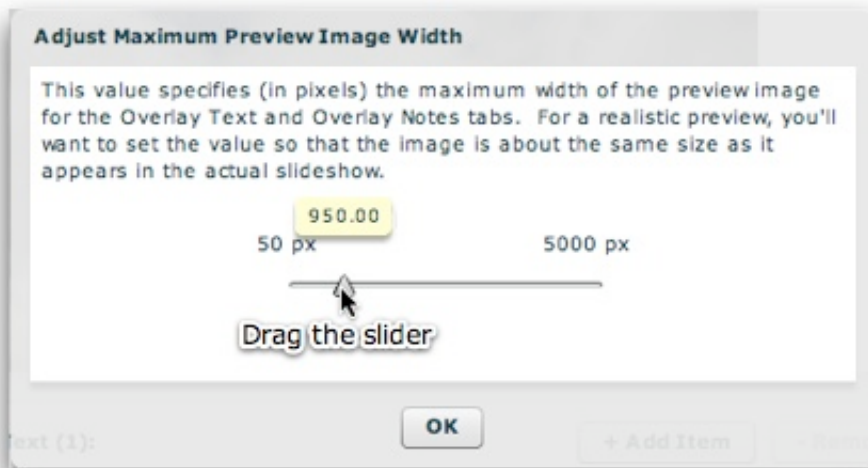 Adjust Maximum Preview Image Width
This value specifies (in pixels) the maximum width of the preview image
for the Overlay Text and Overlay Notes tabs. For a realistic preview, you'll
want to set the value so that the image is about the same size as it
appears in the actual slideshow.
950.00
50 px 5000 px
Drag the slider
OK
ext (1): + Add Item